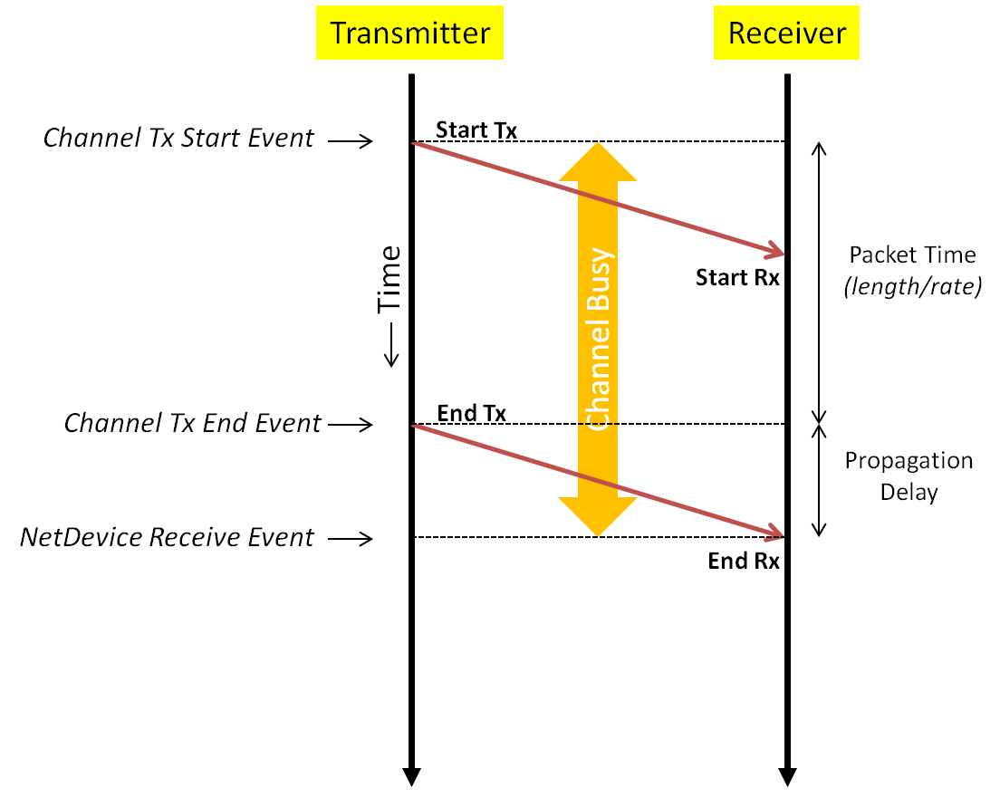 Transmitter
Receiver
Channel Tx Start Event
Start Tx
Start Rx
Packet Time
(length/rate)
Time
Channel Busy
Channel Tx End Event
End Tx
Propagation
Delay
NetDevice Receive Event
End Rx